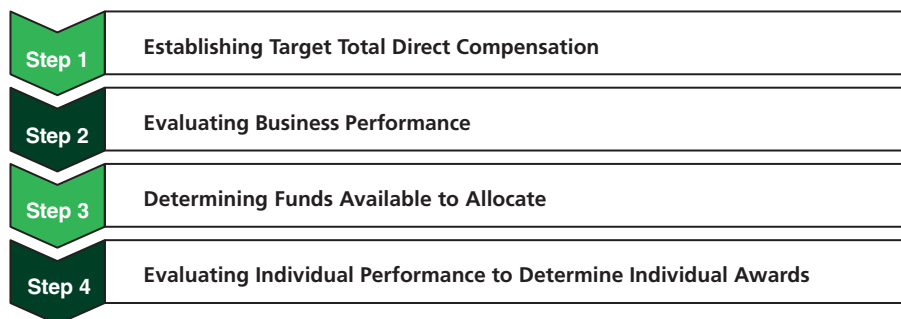 Step 1
Establishing Target Total Direct Compensation
Step 2
Evaluating Business Performance
Step 3
Determining Funds Available to Allocate
Step 4
Evaluating Individual Performance to Determine Individual Awards